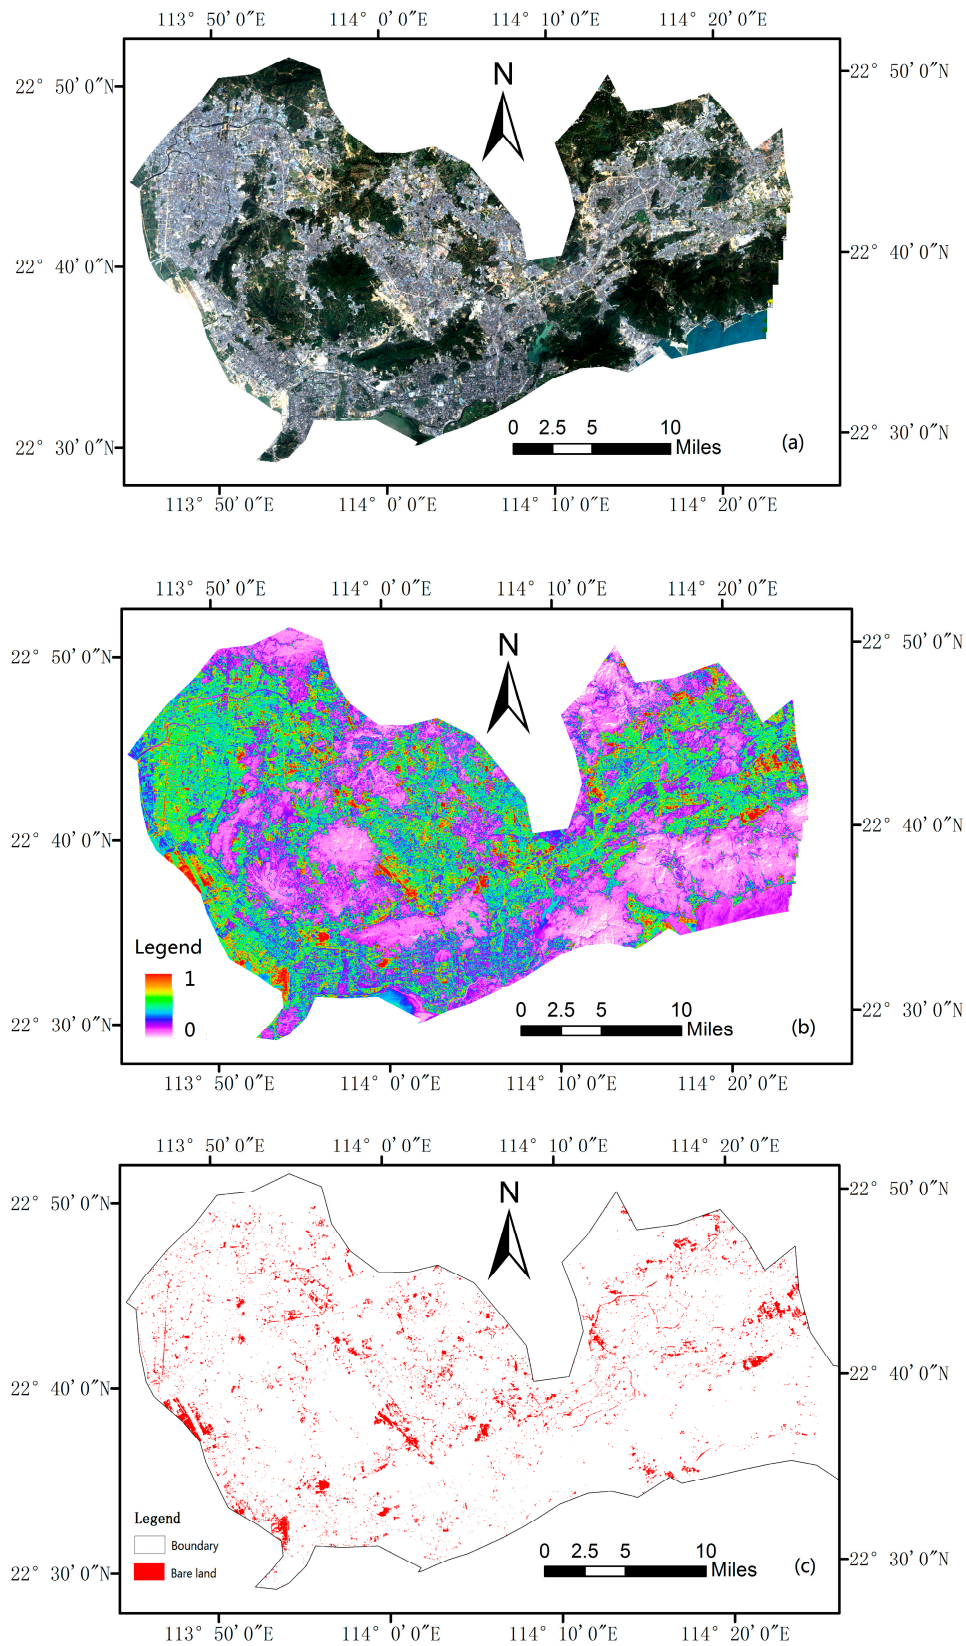 113° 50′0″E 114° 0′0″E 114° 10′0″E 114° 20′0″E
22° 50′0″N 22° 50′0″N
N
22° 40′0″N 22° 40′0″N
22° 30′0″N 22° 30′0″N
0 2.5 5 10
Miles (a)
113° 50′0″E 114° 0′0″E 114° 10′0″E 114° 20′0″E
113° 50′0″E 114° 0′0″E 114° 10′0″E 114° 20′0″E
22° 50′0″N 22° 50′0″N
N
22° 40′0″N 22° 40′0″N
Legend
1
0
22° 30′0″N 22° 30′0″N
0 2.5 5 10
Miles (b)
113° 50′0″E 114° 0′0″E 114° 10′0″E 114° 20′0″E
113° 50′0″E 114° 0′0″E 114° 10′0″E 114° 20′0″E
22° 50′0″N 22° 50′0″N
N
22° 40′0″N 22° 40′0″N
Legend
Boundary
Bare land
22° 30′0″N 22° 30′0″N
0 2.5 5 10
Miles (c)
113° 50′0″E 114° 0′0″E 114° 10′0″E 114° 20′0″E